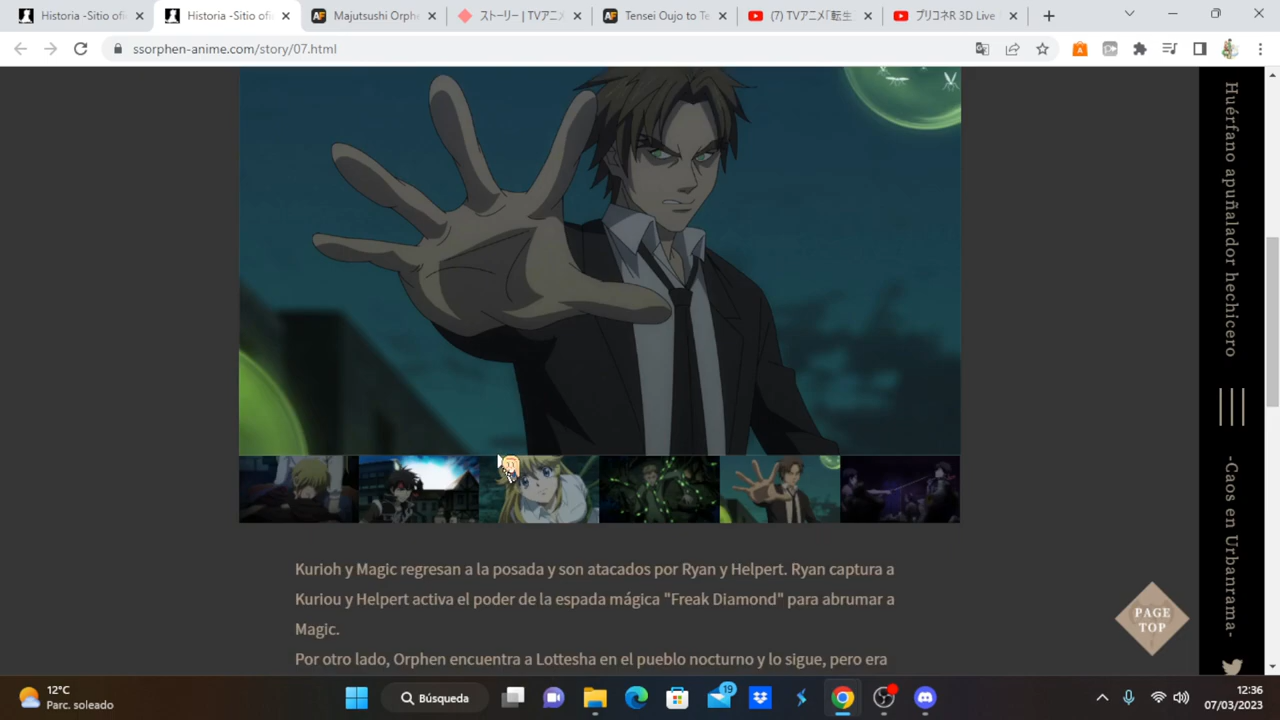 Historia -Sitio ofi
Historia -Sitio ofi
Majutsushi Orphe
ストーリー | TVアニメ
Tensei Oujo to Te
(7) TVアニメ「転生
プリコネR 3D Live
ssorphen-anime.com/story/07.html
Huérfano apuñalador hechicero
-Caos en Urbanrama-
Kurioh y Magic regresan a la posada y son atacados por Ryan y Helpert. Ryan captura a
Kuriou y Helpert activa el poder de la espada mágica "Freak Diamond" para abrumar a
Magic.
Por otro lado, Orphen encuentra a Lottesha en el pueblo nocturno y lo sigue, pero era
PAGE
TOP
12°C
Parc. soleado
Búsqueda
19
12:36
07/03/2023